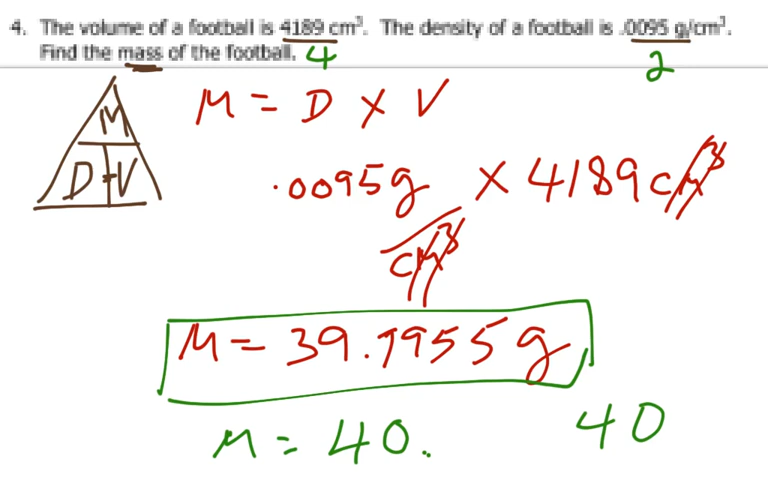 4. The volume of a football is 4189 cm³. The density of a football is .0095 g/cm³.
Find the mass of the football. 4 2
M
D V
M = D X V
.0095g X 4189 cm³
cm³
M = 39.7955 g
M = 40. 40